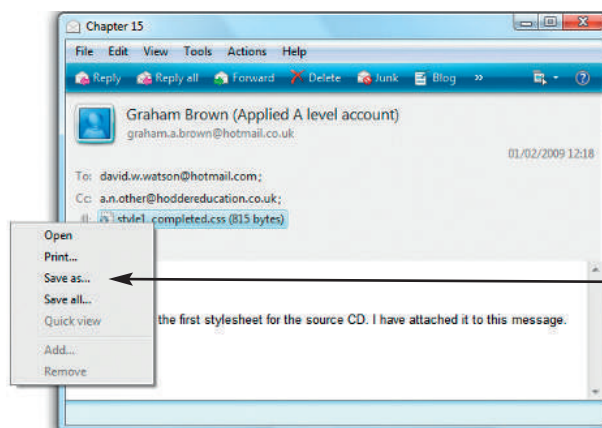 Chapter 15
File Edit View Tools Actions Help
Reply Reply all Forward Delete Junk Blog »
Graham Brown (Applied A level account)
graham.a.brown@hotmail.co.uk
01/02/2009 12:18
To: david.w.watson@hotmail.com;
Cc: a.n.other@hoddereducation.co.uk;
style1_completed.css (815 bytes)
Open
Print...
Save as...
Save all...
Quick view
Add...
Remove
the first stylesheet for the source CD. I have attached it to this message.